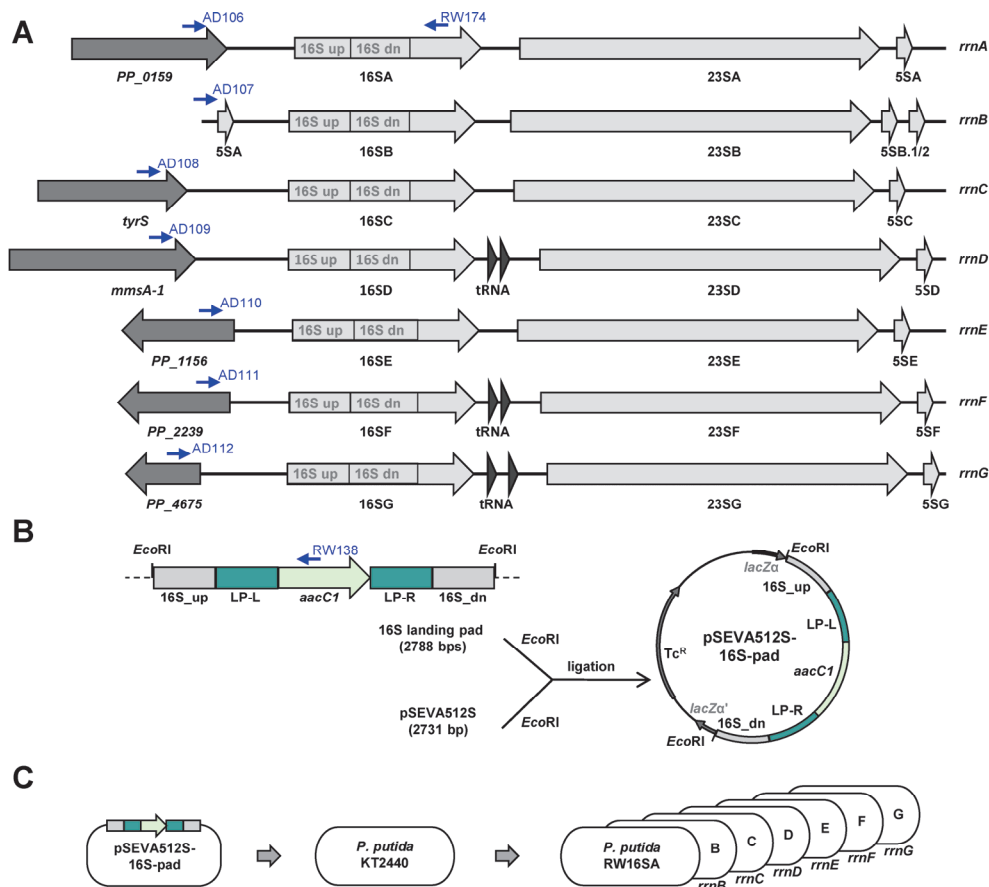 A
AD106
RW174
16S up
16S dn
PP_0159
16SA
23SA
5SA
rrnA
AD107
16S up
16S dn
5SA
16SB
23SB
5SB.1/2
rrnB
AD108
16S up
16S dn
tyrS
16SC
23SC
5SC
rrnC
AD109
16S up
16S dn
mmsA-1
16SD
tRNA
23SD
5SD
rrnD
AD110
16S up
16S dn
PP_1156
16SE
23SE
5SE
rrnE
AD111
16S up
16S dn
PP_2239
16SF
tRNA
23SF
5SF
rrnF
AD112
16S up
16S dn
PP_4675
16SG
tRNA
23SG
5SG
rrnG
B
EcoRI
RW138
EcoRI
16S_up
LP-L
aacC1
LP-R
16S_dn
16S landing pad
(2788 bps)
EcoRI
ligation
pSEVA512S
(2731 bp)
EcoRI
EcoRI
lacZα
16S_up
LP-L
pSEVA512S-
16S-pad
TcR
aacC1
LP-R
lacZα'
16S_dn
EcoRI
C
pSEVA512S-
16S-pad
P. putida
KT2440
P. putida
RW16SA
B
rrnB
C
rrnC
D
rrnD
E
rrnE
F
rrnF
G
rrnG